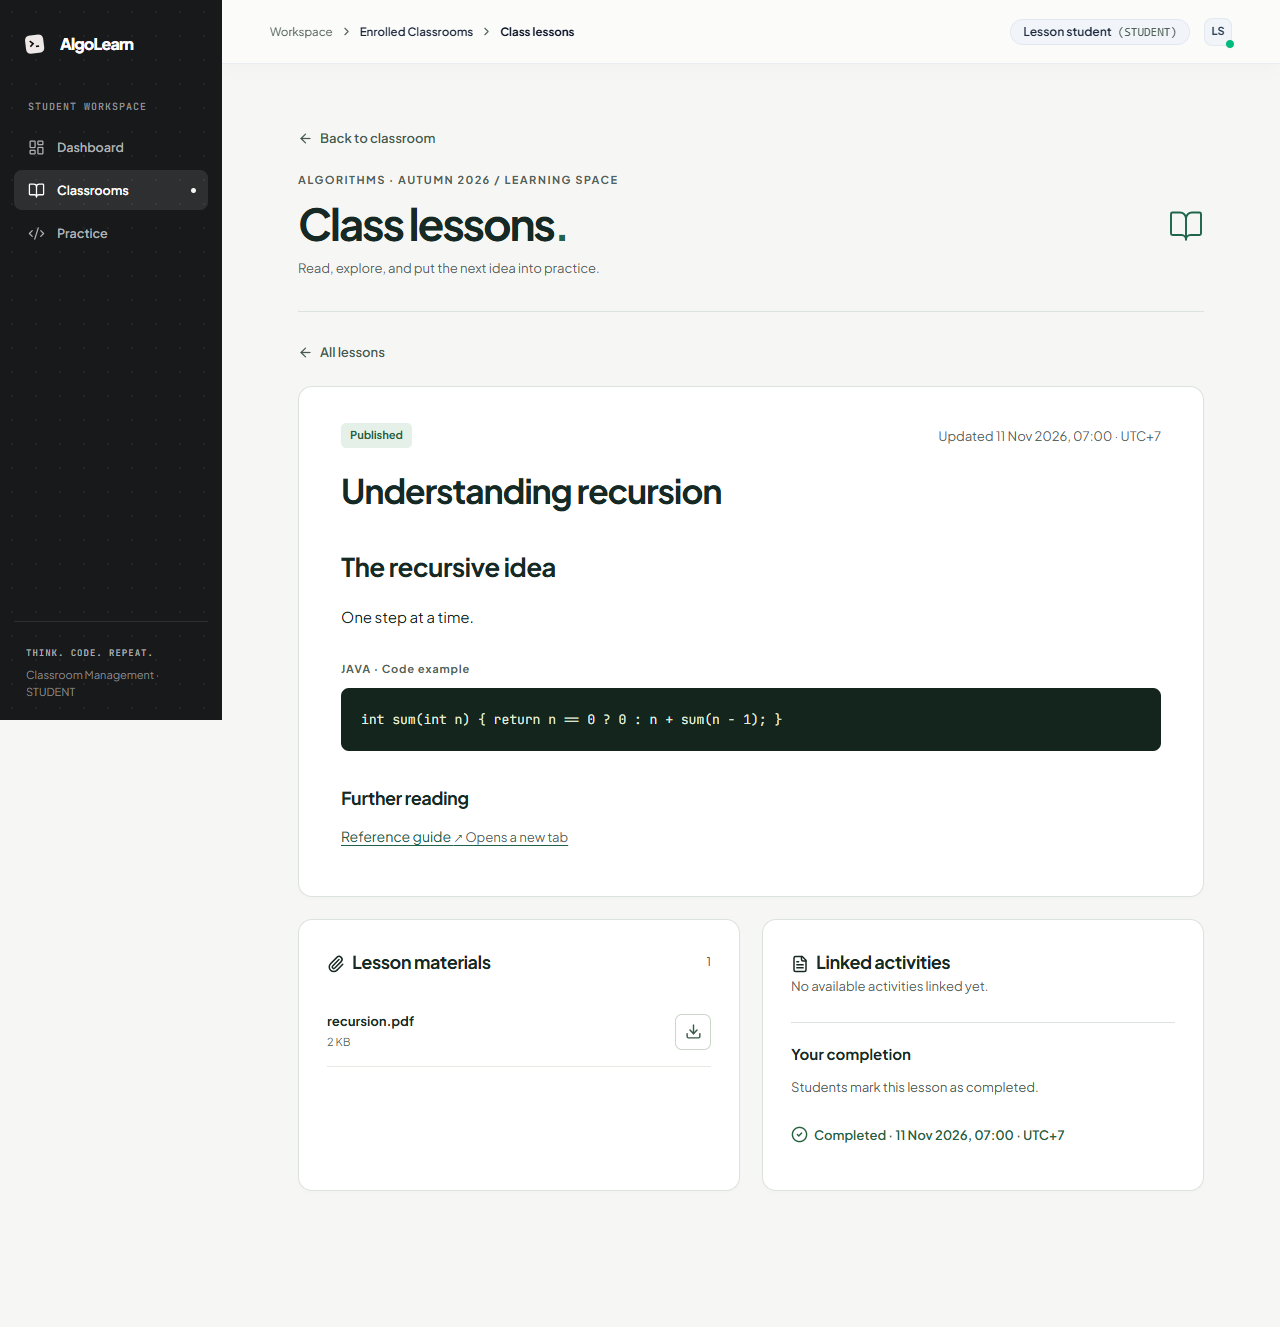 AlgoLearn
STUDENT WORKSPACE
Dashboard
Classrooms
Practice
THINK. CODE. REPEAT.
Classroom Management ·
STUDENT
Workspace > Enrolled Classrooms > Class lessons
Lesson student (STUDENT)
LS
← Back to classroom
ALGORITHMS · AUTUMN 2026 / LEARNING SPACE
Class lessons.
Read, explore, and put the next idea into practice.
← All lessons
Published
Updated 11 Nov 2026, 07:00 · UTC+7
Understanding recursion
The recursive idea
One step at a time.
JAVA · Code example
int sum(int n) { return n == 0 ? 0 : n + sum(n - 1); }
Further reading
Reference guide ↗ Opens a new tab
Lesson materials
1
recursion.pdf
2 KB
Linked activities
No available activities linked yet.
Your completion
Students mark this lesson as completed.
Completed · 11 Nov 2026, 07:00 · UTC+7